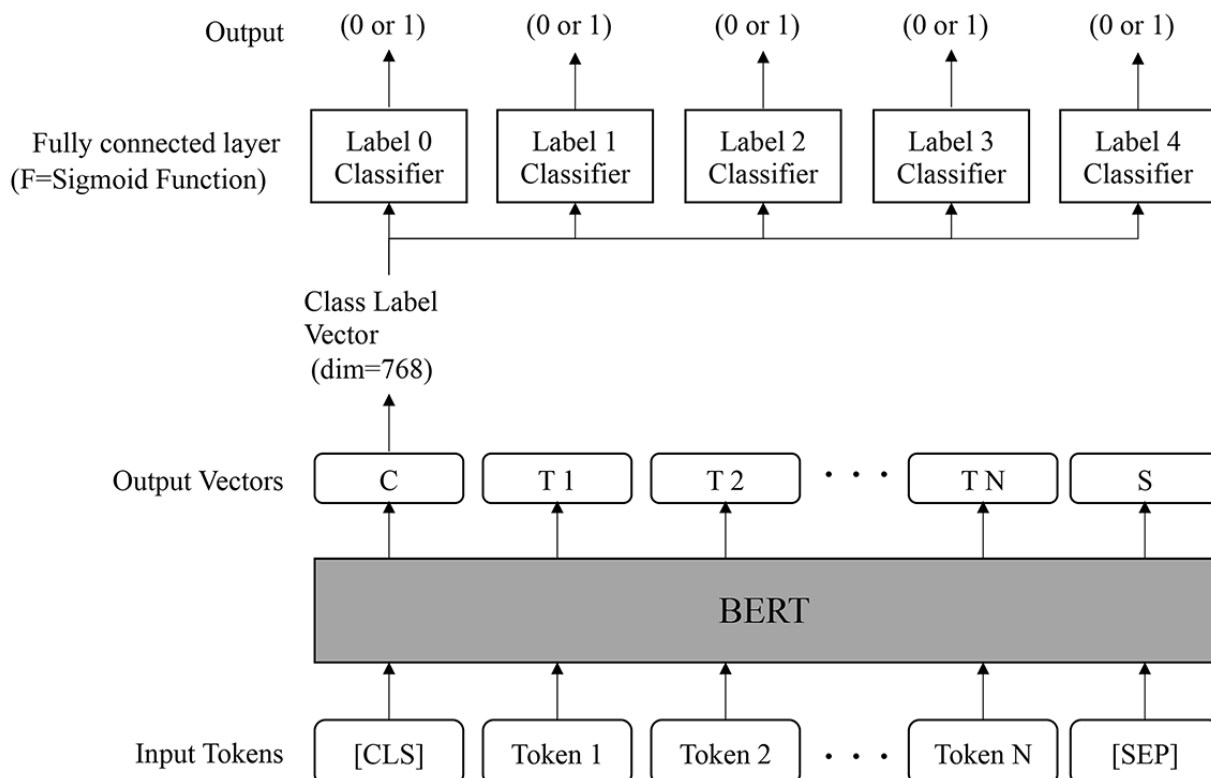 Output (0 or 1) (0 or 1) (0 or 1) (0 or 1) (0 or 1)
Fully connected layer
(F=Sigmoid Function)
Label 0
Classifier
Label 1
Classifier
Label 2
Classifier
Label 3
Classifier
Label 4
Classifier
Class Label
Vector
(dim=768)
Output Vectors C T 1 T 2 · · · T N S
BERT
Input Tokens [CLS] Token 1 Token 2 · · · Token N [SEP]